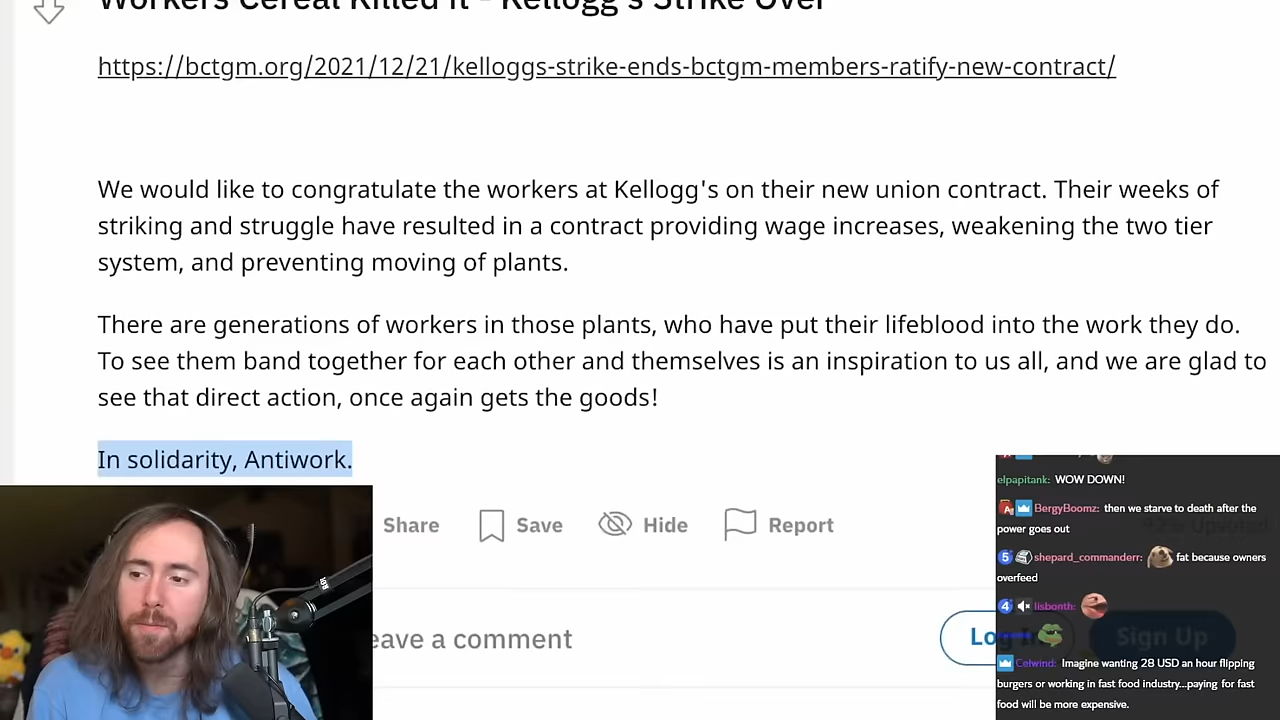 Workers Cereal Killed It - Kellogg's Strike Over
https://bctgm.org/2021/12/21/kelloggs-strike-ends-bctgm-members-ratify-new-contract/
We would like to congratulate the workers at Kellogg's on their new union contract. Their weeks of
striking and struggle have resulted in a contract providing wage increases, weakening the two tier
system, and preventing moving of plants.
There are generations of workers in those plants, who have put their lifeblood into the work they do.
To see them band together for each other and themselves is an inspiration to us all, and we are glad to
see that direct action, once again gets the goods!
In solidarity, Antiwork.
Share Save Hide Report
Upvoted
eave a comment
Log In Sign Up
elpapitank: WOW DOWN!
BergyBoomz: then we starve to death after the
power goes out
5 shepard_commanderr: fat because owners
overfeed
4 lisbonth:
Celwind: Imagine wanting 28 USD an hour flipping
burgers or working in fast food industry...paying for fast
food will be more expensive.